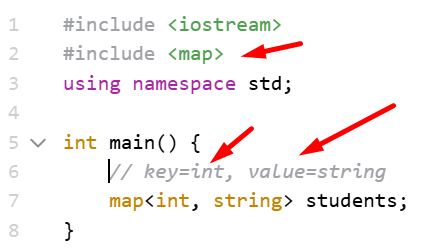 1 #include <iostream>
2 #include <map>
3 using namespace std;
4
5 int main() {
6 // key=int, value=string
7 map<int, string> students;
8 }